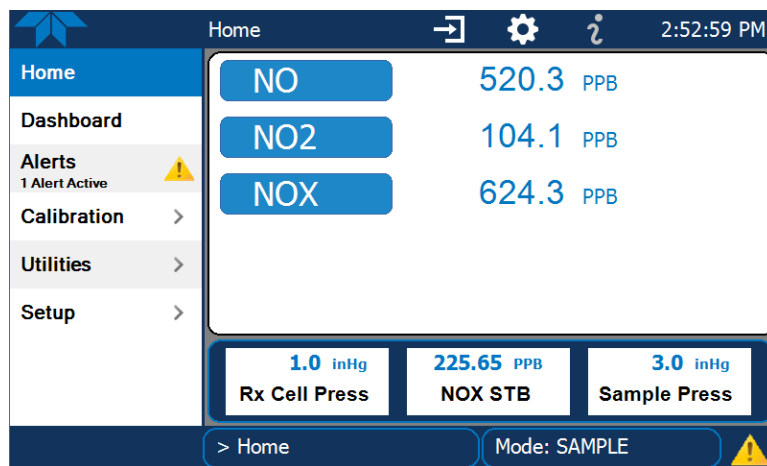 Home 2:52:59 PM
Home
Dashboard
Alerts
1 Alert Active
Calibration
Utilities
Setup
NO 520.3 PPB
NO2 104.1 PPB
NOX 624.3 PPB
1.0 inHg
Rx Cell Press
225.65 PPB
NOX STB
3.0 inHg
Sample Press
> Home
Mode: SAMPLE